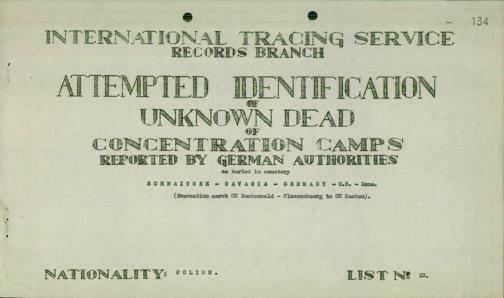 - 134
INTERNATIONAL TRACING SERVICE
RECORDS BRANCH
ATTEMPTED IDENTIFICATION
OF
UNKNOWN DEAD
OF
CONCENTRATION CAMPS
REPORTED BY GERMAN AUTHORITIES
as buried in cemetery
SCHNAITSEE - BAVARIA - GERMANY - U.S. - Zone.
(Evacuation march CC Buchenwald - Flossenbuerg to CC Dachau).
NATIONALITY: POLISH. LIST Nº 22.